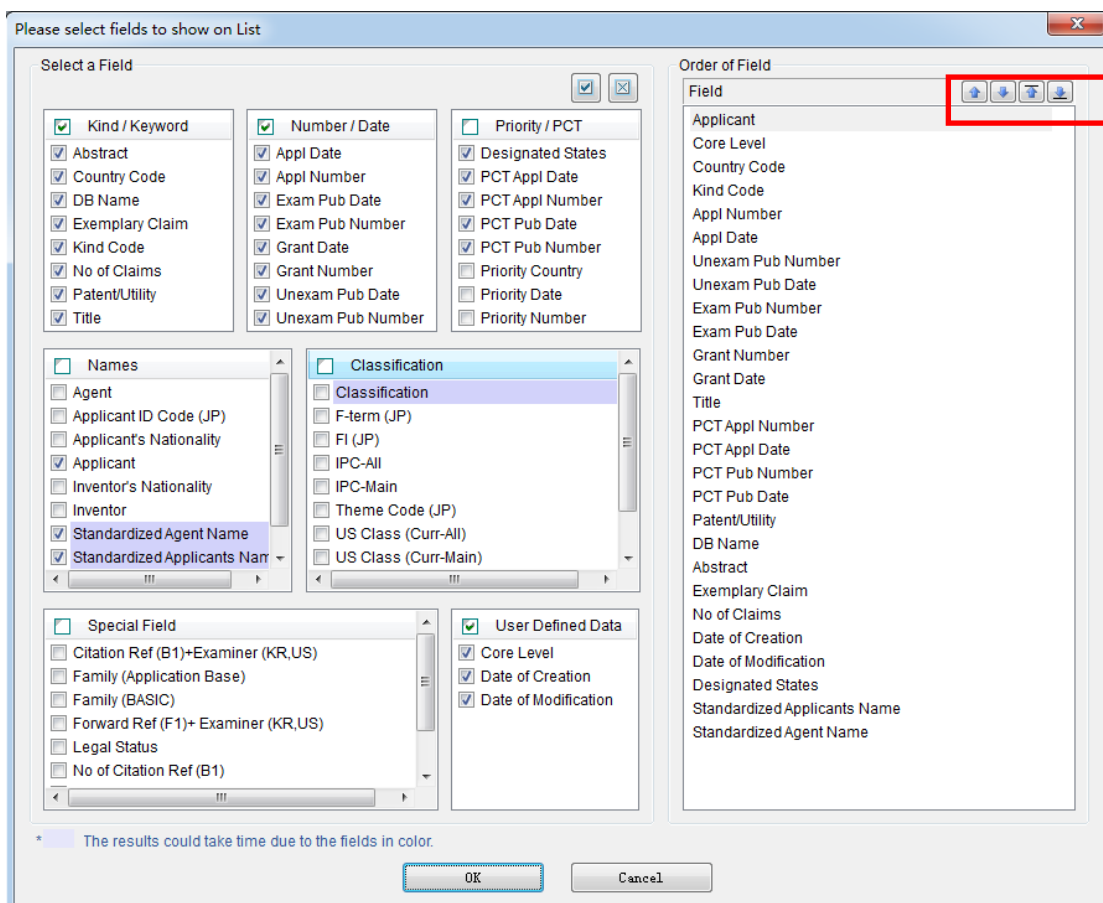 Please select fields to show on List
Select a Field
Kind / Keyword
Abstract
Country Code
DB Name
Exemplary Claim
Kind Code
No of Claims
Patent/Utility
Title
Number / Date
Appl Date
Appl Number
Exam Pub Date
Exam Pub Number
Grant Date
Grant Number
Unexam Pub Date
Unexam Pub Number
Priority / PCT
Designated States
PCT Appl Date
PCT Appl Number
PCT Pub Date
PCT Pub Number
Priority Country
Priority Date
Priority Number
Names
Agent
Applicant ID Code (JP)
Applicant's Nationality
Applicant
Inventor's Nationality
Inventor
Standardized Agent Name
Standardized Applicants Nam
Classification
Classification
F-term (JP)
FI (JP)
IPC-All
IPC-Main
Theme Code (JP)
US Class (Curr-All)
US Class (Curr-Main)
Special Field
Citation Ref (B1)+Examiner (KR,US)
Family (Application Base)
Family (BASIC)
Forward Ref (F1)+ Examiner (KR,US)
Legal Status
No of Citation Ref (B1)
User Defined Data
Core Level
Date of Creation
Date of Modification
Order of Field
Field
Applicant
Core Level
Country Code
Kind Code
Appl Number
Appl Date
Unexam Pub Number
Unexam Pub Date
Exam Pub Number
Exam Pub Date
Grant Number
Grant Date
Title
PCT Appl Number
PCT Appl Date
PCT Pub Number
PCT Pub Date
Patent/Utility
DB Name
Abstract
Exemplary Claim
No of Claims
Date of Creation
Date of Modification
Designated States
Standardized Applicants Name
Standardized Agent Name
* The results could take time due to the fields in color.
OK
Cancel